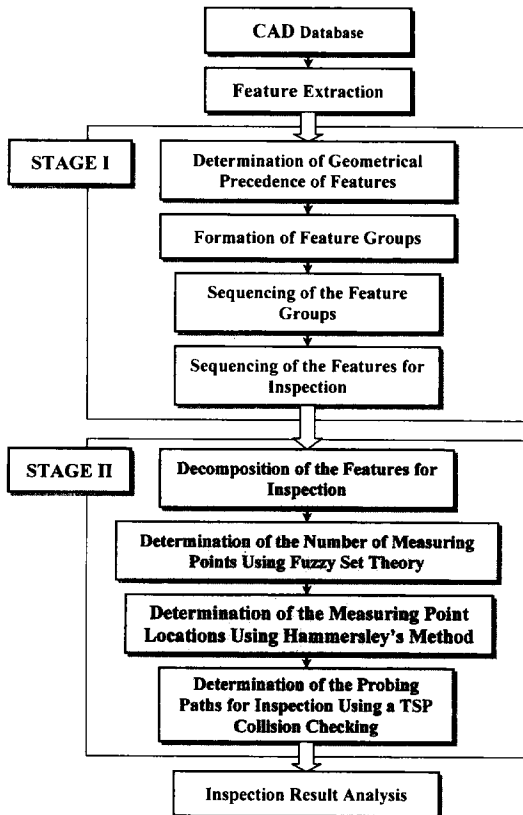 CAD Database
Feature Extraction
STAGE I
Determination of Geometrical
Precedence of Features
Formation of Feature Groups
Sequencing of the Feature
Groups
Sequencing of the Features for
Inspection
STAGE II
Decomposition of the Features for
Inspection
Determination of the Number of Measuring
Points Using Fuzzy Set Theory
Determination of the Measuring Point
Locations Using Hammersley's Method
Determination of the Probing
Paths for Inspection Using a TSP
Collision Checking
Inspection Result Analysis